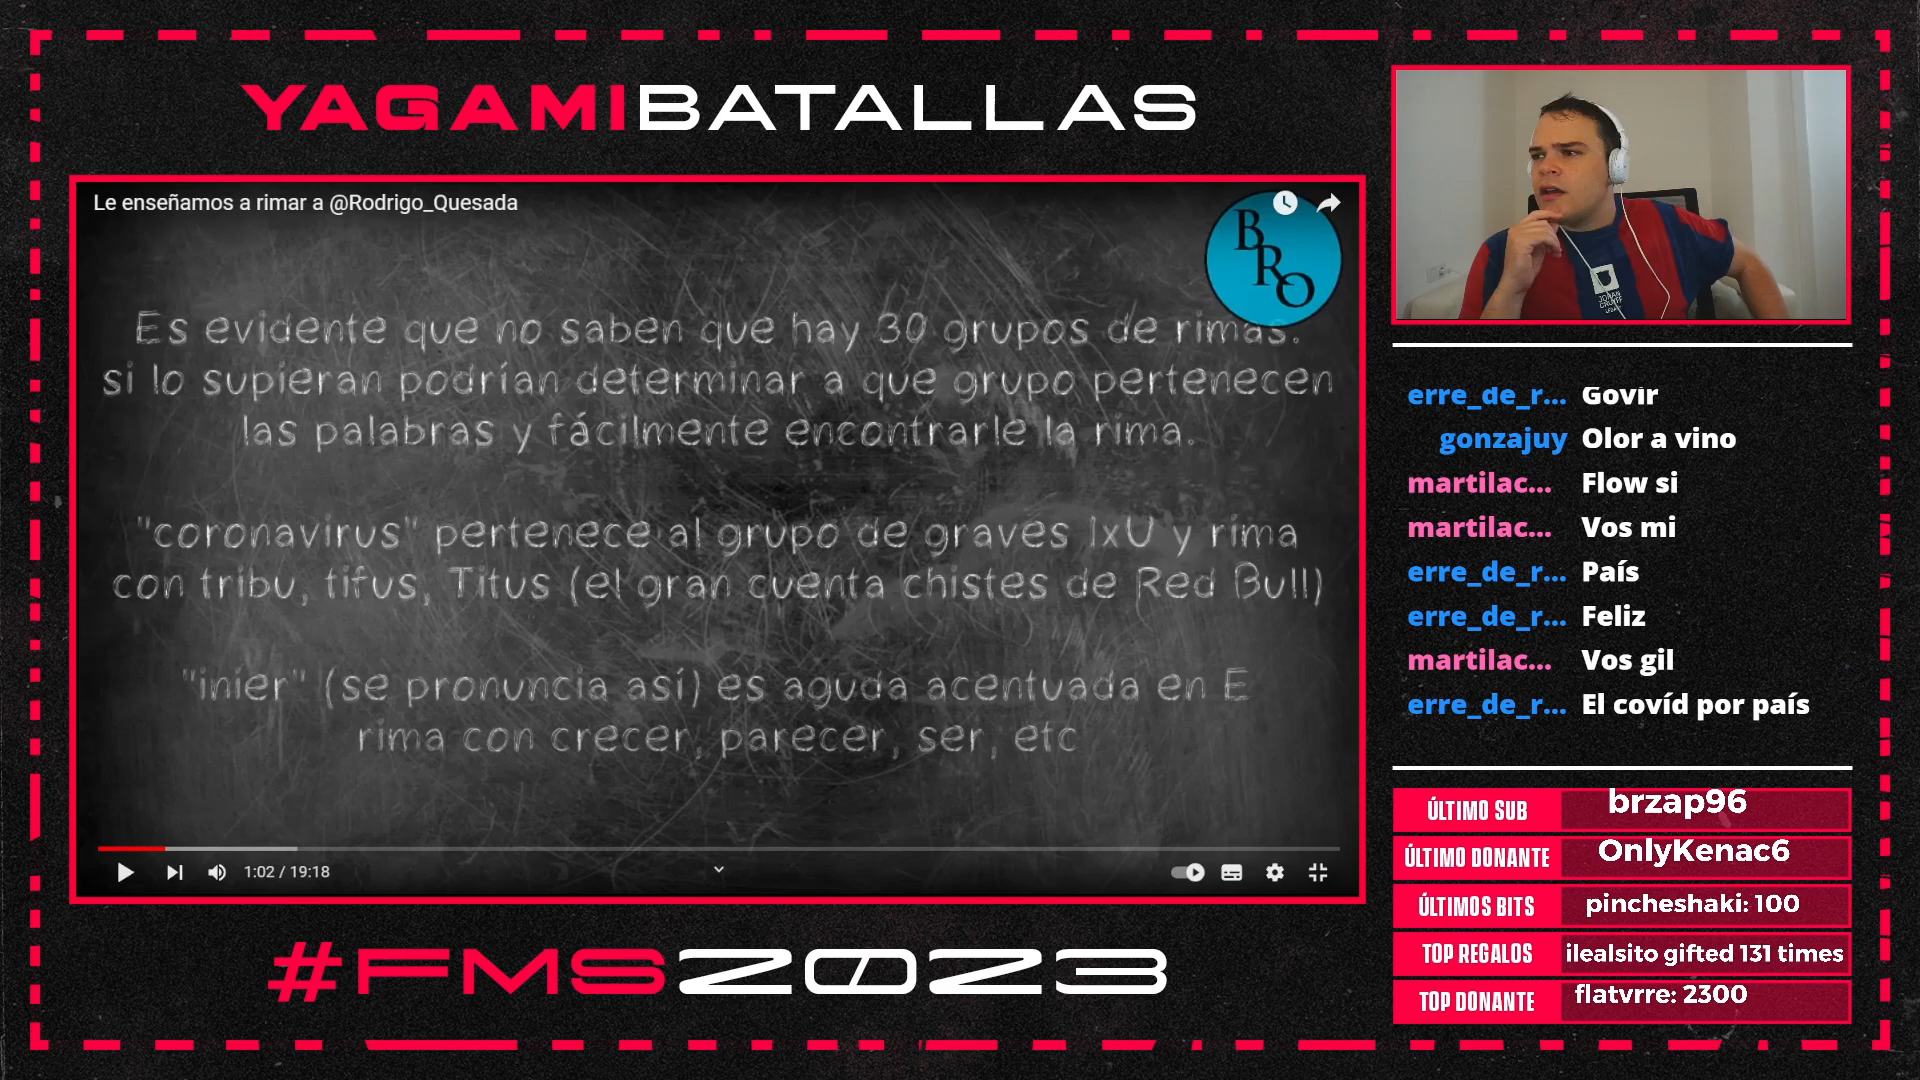 YAGAMIBATALLAS
Le enseñamos a rimar a @Rodrigo_Quesada
BRO
Es evidente que no saben que hay 30 grupos de rimas.
si lo supieran podrían determinar a que grupo pertenecen
las palabras y fácilmente encontrarle la rima.
"coronavirus" pertenece al grupo de graves IxU y rima
con tribu, tifus, Titus (el gran cuenta chistes de Red Bull)
"iníer" (se pronuncia así) es aguda acentuada en E
rima con crecer, parecer, ser, etc
1:02 / 19:18
#FMS2023
JOHAN
CRUYFF
erre_de_r... Govir
gonzajuy Olor a vino
martilac... Flow si
martilac... Vos mi
erre_de_r... País
erre_de_r... Feliz
martilac... Vos gil
erre_de_r... El covíd por país
ÚLTIMO SUB brzap96
ÚLTIMO DONANTE OnlyKenac6
ÚLTIMOS BITS pincheshaki: 100
TOP REGALOS ilealsito gifted 131 times
TOP DONANTE flatvrre: 2300